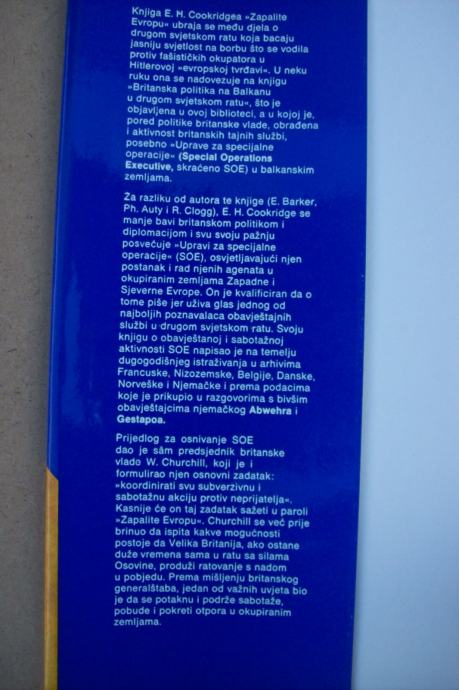 Knjiga E. H. Cookridgea »Zapalite
Evropu« ubraja se među djela o
drugom svjetskom ratu koja bacaju
jasniju svjetlost na borbu što se vodila
protiv fašističkih okupatora u
Hitlerovoj »evropskoj tvrđavi«. U neku
ruku ona se nadovezuje na knjigu
»Britanska politika na Balkanu
u drugom svjetskom ratu«, što je
objavljena u ovoj biblioteci, a u kojoj je,
pored politike britanske vlade, obrađena
i aktivnost britanskih tajnih službi,
posebno »Uprave za specijalne
operacije« (Special Operations
Executive, skraćeno SOE) u balkanskim
zemljama.
Za razliku od autora te knjige (E. Barker,
Ph. Auty i R. Clogg), E. H. Cookridge se
manje bavi britanskom politikom i
diplomacijom i svu svoju pažnju
posvećuje »Upravi za specijalne
operacije« (SOE), osvjetljavajući njen
postanak i rad njenih agenata u
okupiranim zemljama Zapadne i
Sjeverne Evrope. On je kvalificiran da o
tome piše jer uživa glas jednog od
najboljih poznavalaca obavještajnih
službi u drugom svjetskom ratu. Svoju
knjigu o obavještajnoj i sabotažnoj
aktivnosti SOE napisao je na temelju
dugogodišnjeg istraživanja u arhivima
Francuske, Nizozemske, Belgije, Danske,
Norveške i Njemačke i prema podacima
koje je prikupio u razgovorima s bivšim
obavještajcima njemačkog Abwehra i
Gestapoa.
Prijedlog za osnivanje SOE
dao je sâm predsjednik britanske
vlade W. Churchill, koji je i
formulirao njen osnovni zadatak:
»koordinirati svu subverzivnu i
sabotažnu akciju protiv neprijatelja«.
Kasnije će on taj zadatak sažeti u paroli
»Zapalite Evropu«. Churchill se već prije
brinuo da ispita kakve mogućnosti
postoje da Velika Britanija, ako ostane
duže vremena sama u ratu sa silama
Osovine, produži ratovanje s nadom
u pobjedu. Prema mišljenju britanskog
generalštaba, jedan od važnih uvjeta bio
je da se potaknu i podrže sabotaže,
pobude i pokreti otpora u okupiranim
zemljama.